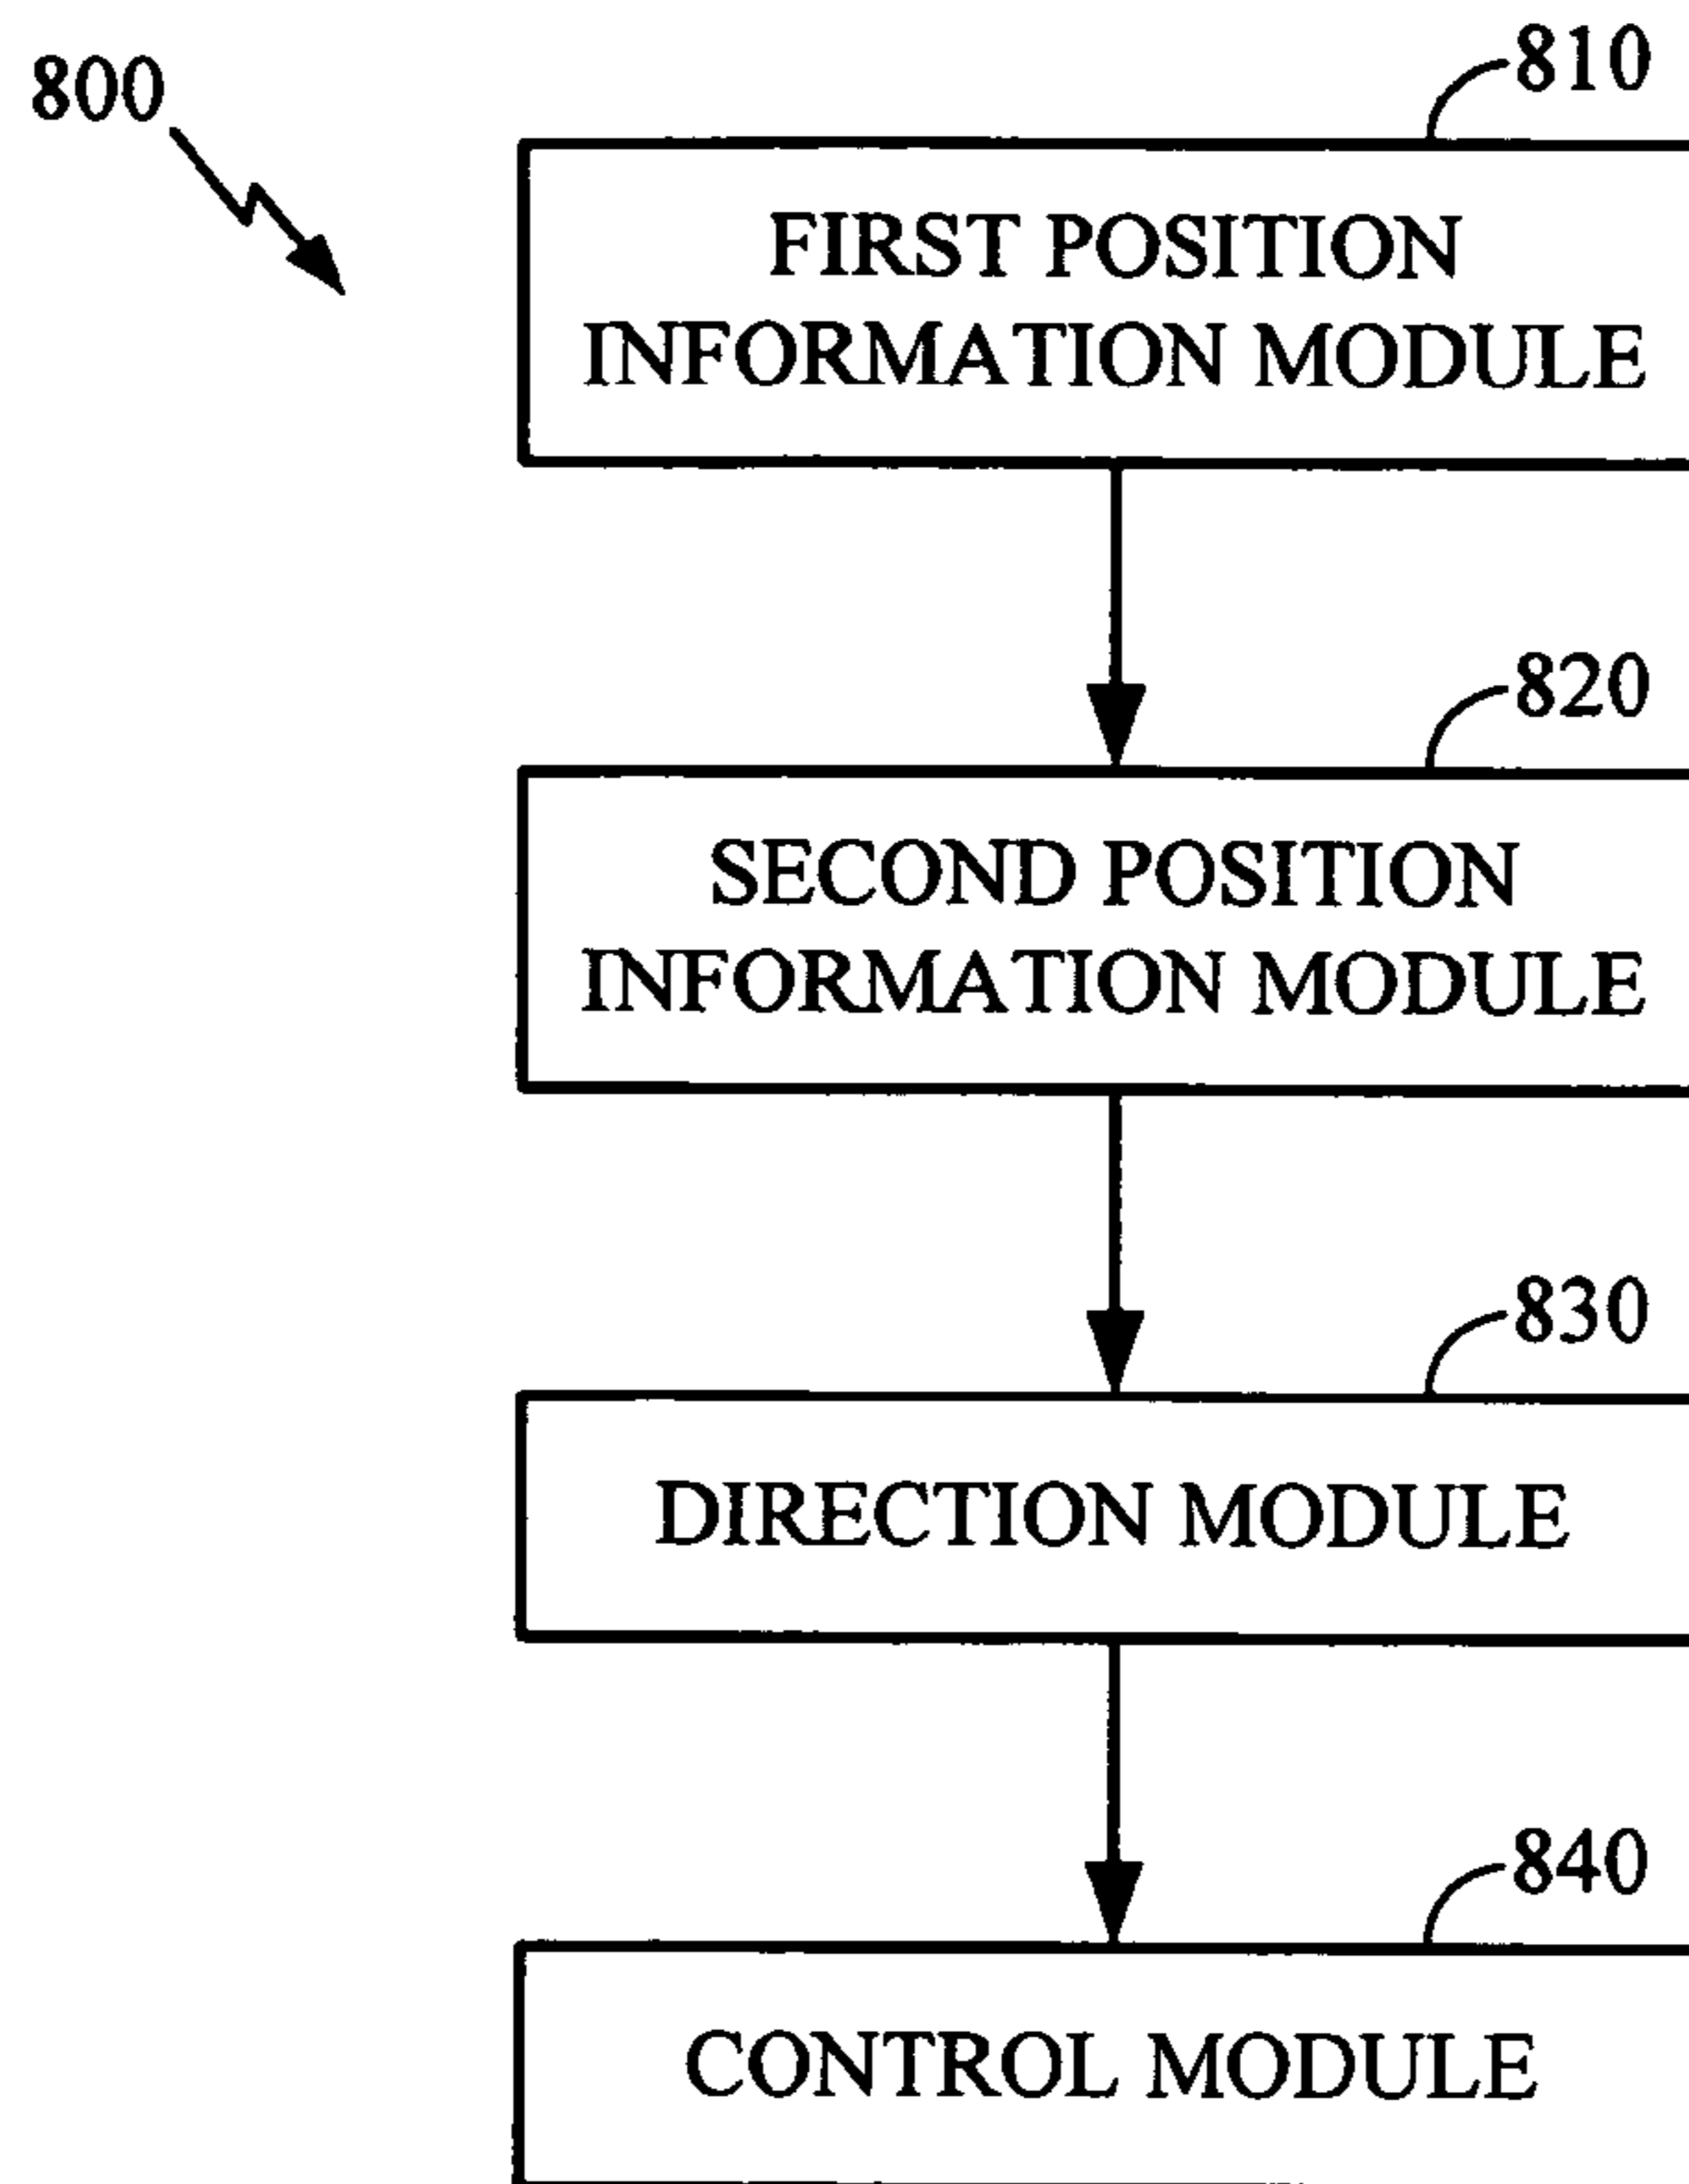 800
810
FIRST POSITION
INFORMATION MODULE
820
SECOND POSITION
INFORMATION MODULE
830
DIRECTION MODULE
840
CONTROL MODULE